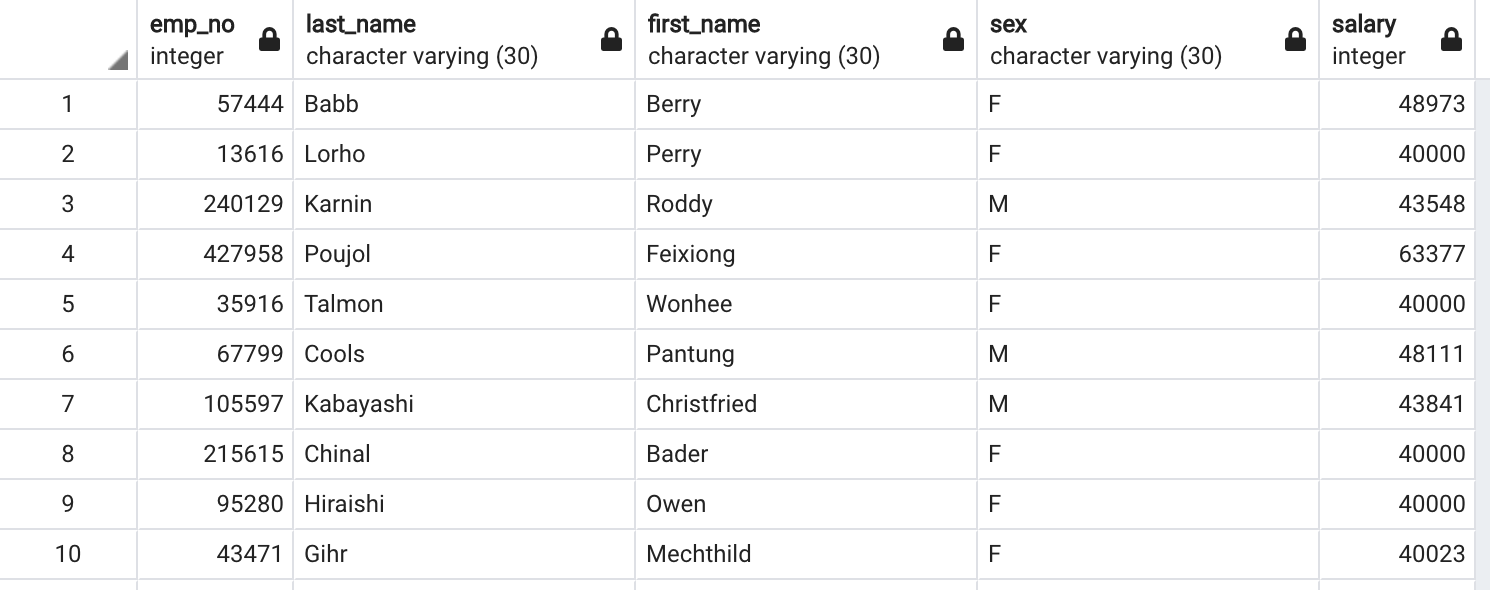 emp_no last_name first_name sex salary
integer character varying (30) character varying (30) character varying (30) integer
1 57444 Babb Berry F 48973
2 13616 Lorho Perry F 40000
3 240129 Karnin Roddy M 43548
4 427958 Poujol Feixiong F 63377
5 35916 Talmon Wonhee F 40000
6 67799 Cools Pantung M 48111
7 105597 Kabayashi Christfried M 43841
8 215615 Chinal Bader F 40000
9 95280 Hiraishi Owen F 40000
10 43471 Gihr Mechthild F 40023